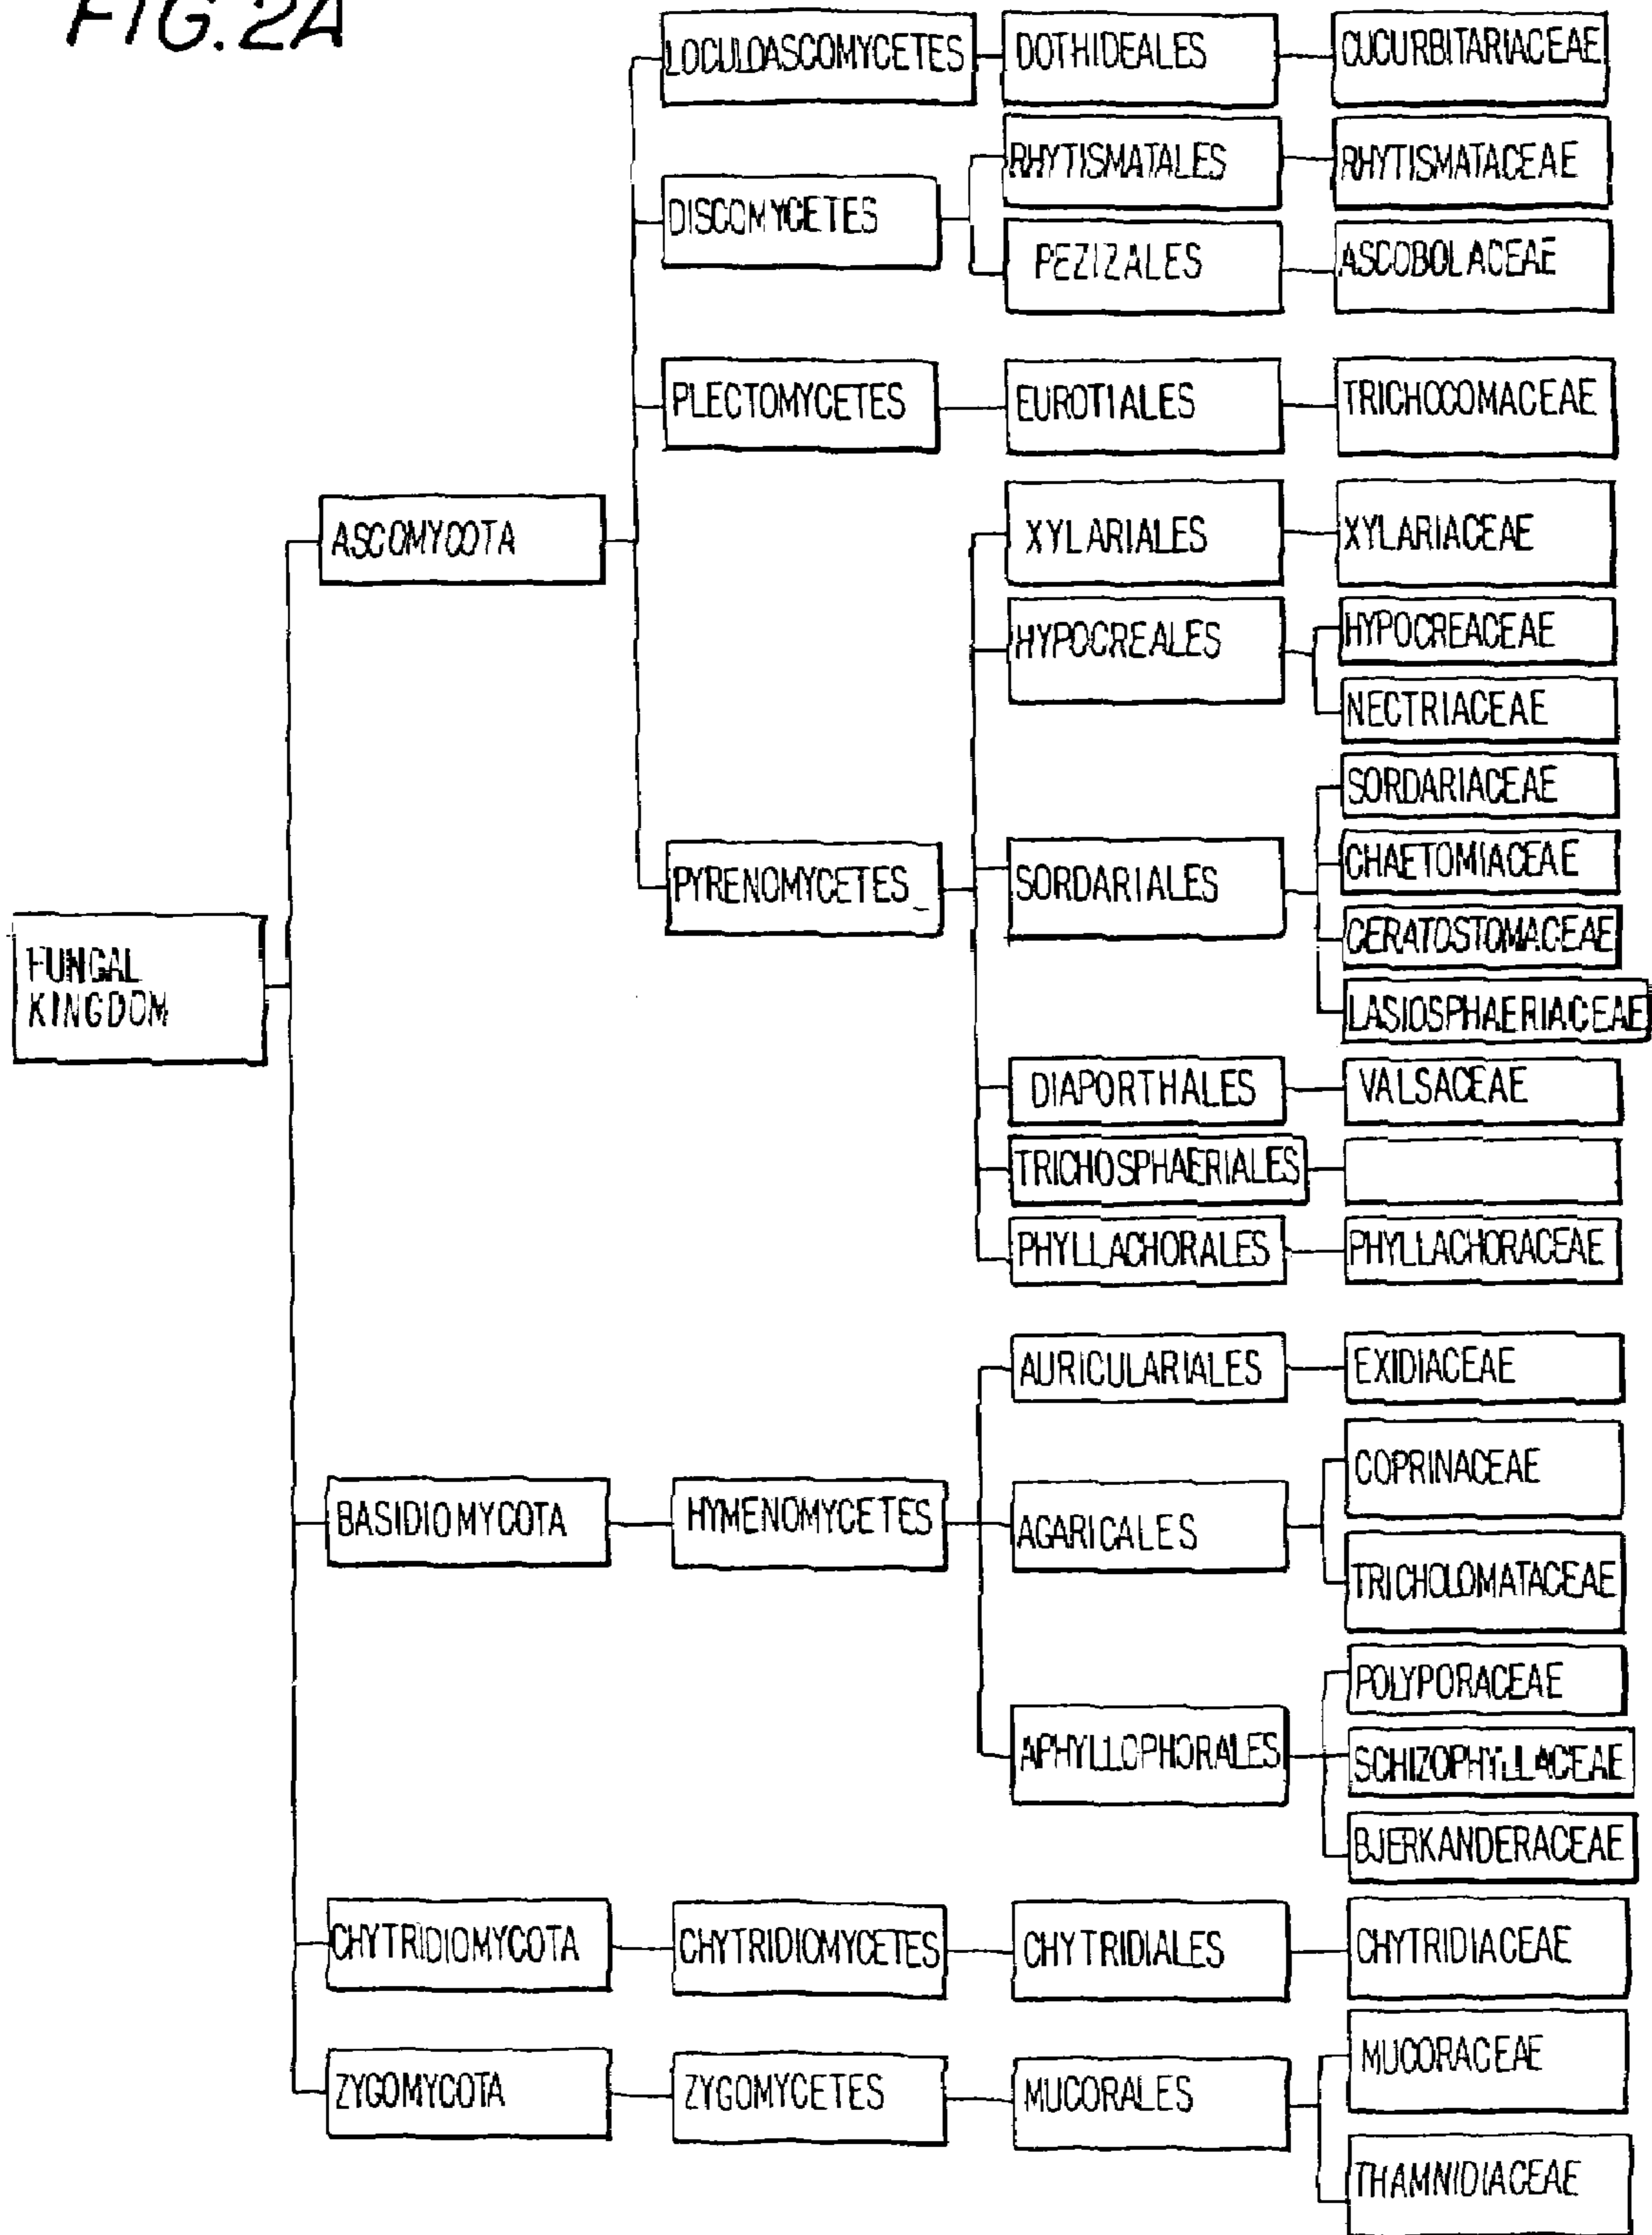 FIG. 2A
LOCULOASCOMYCETES
DOTHIDEALES
CUCURBITARIACEAE
RHYTISMATALES
RHYTISMATACEAE
DISCOMYCETES
PEZIZALES
ASCOBOLACEAE
PLECTOMYCETES
EUROTIALES
TRICHOCOMACEAE
ASCOMYCOTA
XYLARIALES
XYLARIACEAE
HYPOCREALES
HYPOCREACEAE
NECTRIACEAE
PYRENOMYCETES
SORDARIALES
SORDARIACEAE
CHAETOMIACEAE
CERATOSTOMACEAE
LASIOSPHAERIACEAE
FUNGAL
KINGDOM
DIAPORTHALES
VALSACEAE
TRICHOSPHAERIALES
PHYLLACHORALES
PHYLLACHORACEAE
AURICULARIALES
EXIDIACEAE
BASIDIOMYCOTA
HYMENOMYCETES
AGARICALES
COPRINACEAE
TRICHOLOMATACEAE
APHYLLOPHORALES
POLYPORACEAE
SCHIZOPHYLLACEAE
BJERKANDERACEAE
CHYTRIDIOMYCOTA
CHYTRIDIOMYCETES
CHYTRIDIALES
CHYTRIDIACEAE
ZYGOMYCOTA
ZYGOMYCETES
MUCORALES
MUCORACEAE
THAMNIDIACEAE